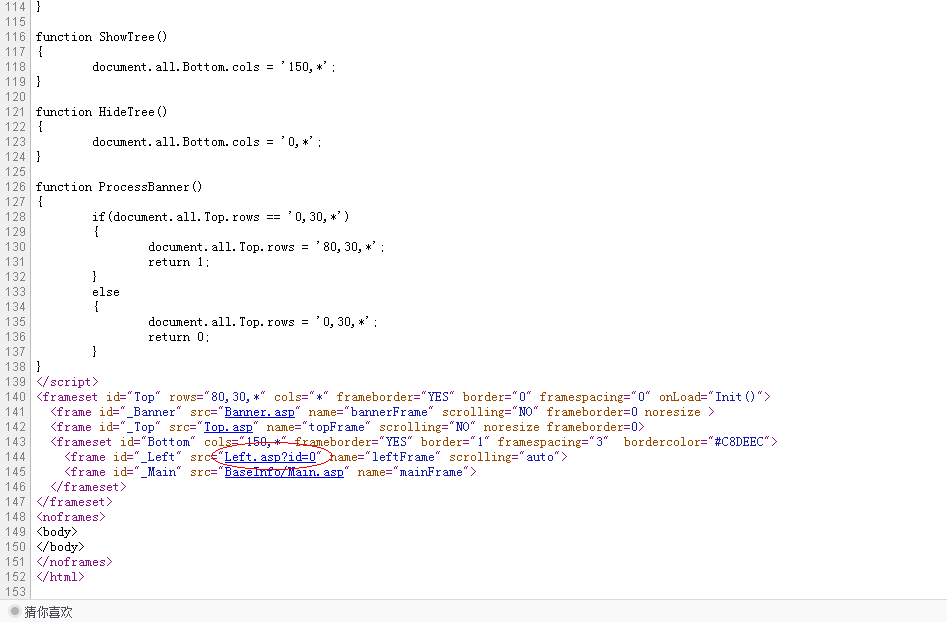 114 }
115
116 function ShowTree()
117 {
118         document.all.Bottom.cols = '150,*';
119 }
120
121 function HideTree()
122 {
123         document.all.Bottom.cols = '0,*';
124 }
125
126 function ProcessBanner()
127 {
128         if(document.all.Top.rows == '0,30,*')
129         {
130                 document.all.Top.rows = '80,30,*';
131                 return 1;
132         }
133         else
134         {
135                 document.all.Top.rows = '0,30,*';
136                 return 0;
137         }
138 }
139 </script>
140 <frameset id="Top" rows="80,30,*" cols="*" frameborder="YES" border="0" framespacing="0" onLoad="Init()">
141   <frame id="_Banner" src="Banner.asp" name="bannerFrame" scrolling="NO" frameborder=0 noresize >
142   <frame id="_Top" src="Top.asp" name="topFrame" scrolling="NO" noresize frameborder=0>
143   <frameset id="Bottom" cols="150,*" frameborder="YES" border="1" framespacing="3"  bordercolor="#C8DEEC">
144     <frame id="_Left" src="Left.asp?id=0" name="leftFrame" scrolling="auto">
145     <frame id="_Main" src="BaseInfo/Main.asp" name="mainFrame">
146   </frameset>
147 </frameset>
148 <noframes>
149 <body>
150 </body>
151 </noframes>
152 </html>
153
猜你喜欢